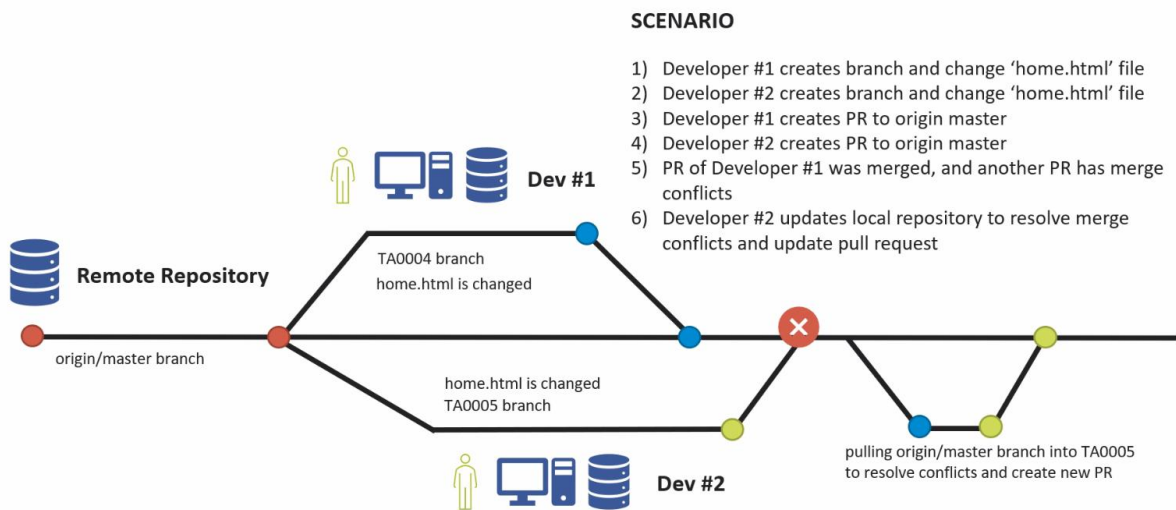 SCENARIO
1) Developer #1 creates branch and change ‘home.html’ file
2) Developer #2 creates branch and change ‘home.html’ file
3) Developer #1 creates PR to origin master
4) Developer #2 creates PR to origin master
5) PR of Developer #1 was merged, and another PR has merge
conflicts
6) Developer #2 updates local repository to resolve merge
conflicts and update pull request
Dev #1
Remote Repository
TA0004 branch
home.html is changed
origin/master branch
home.html is changed
TA0005 branch
pulling origin/master branch into TA0005
to resolve conflicts and create new PR
Dev #2